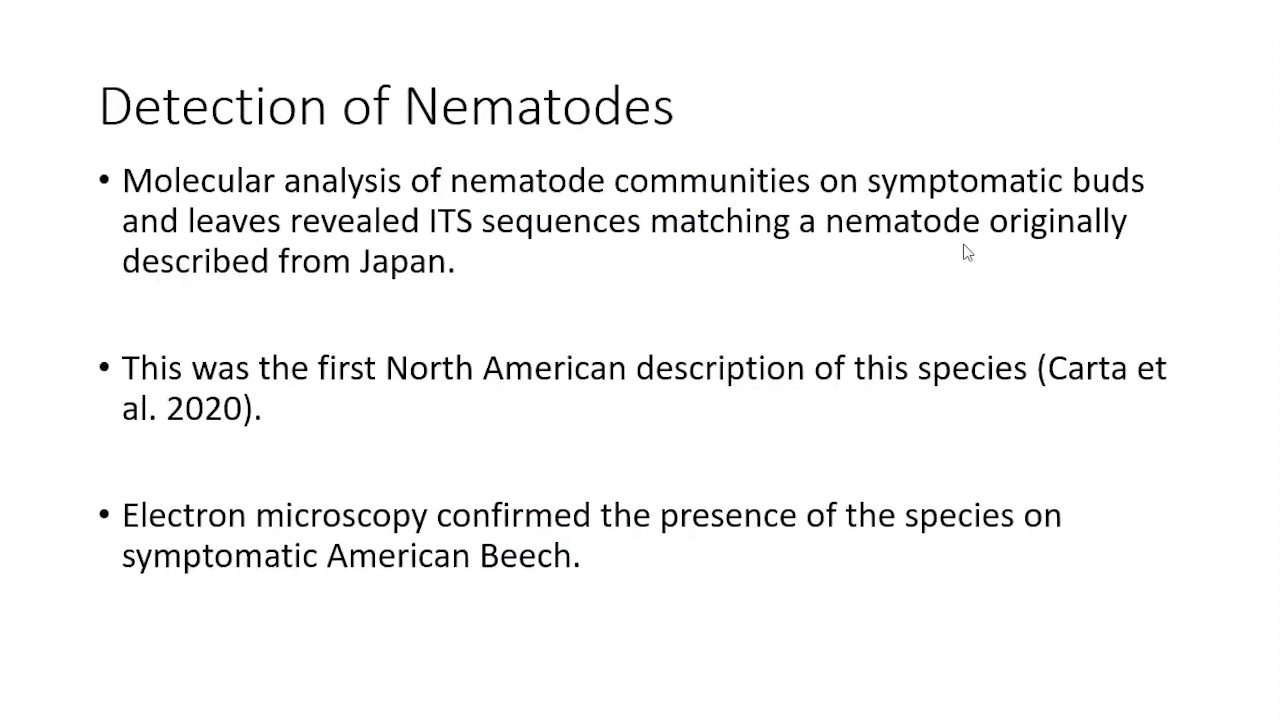 Detection of Nematodes
• Molecular analysis of nematode communities on symptomatic buds
and leaves revealed ITS sequences matching a nematode originally
described from Japan.
• This was the first North American description of this species (Carta et
al. 2020).
• Electron microscopy confirmed the presence of the species on
symptomatic American Beech.